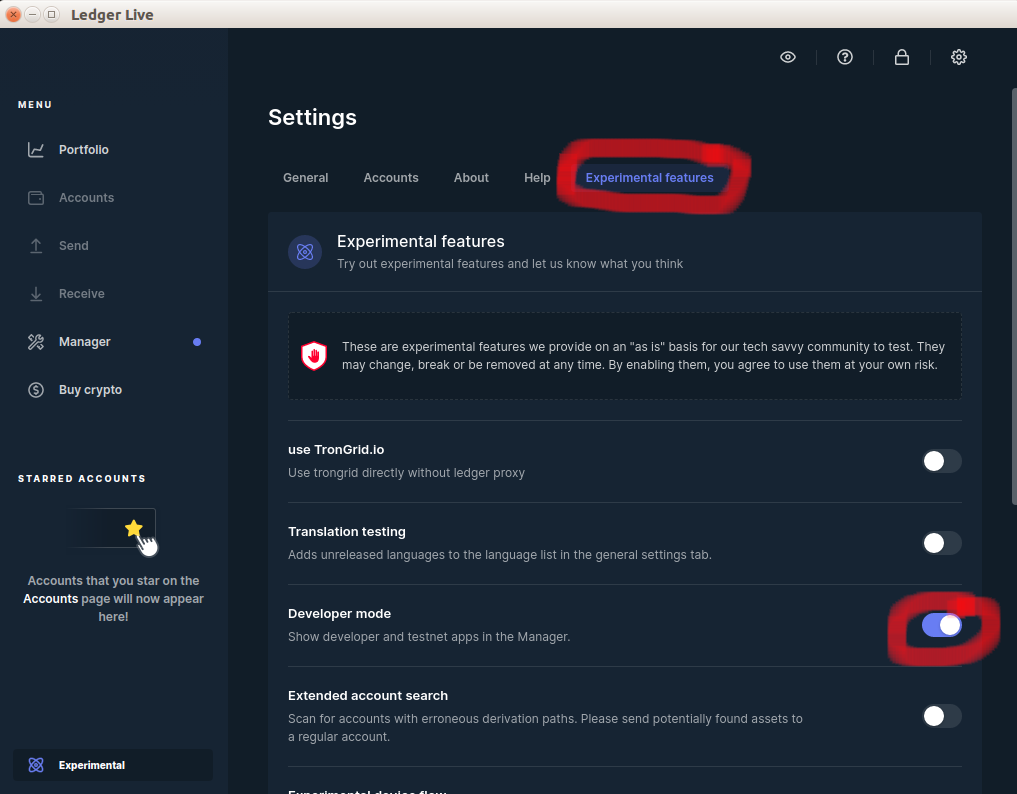 Ledger Live
MENU
Portfolio
Accounts
Send
Receive
Manager
Buy crypto
STARRED ACCOUNTS
Accounts that you star on the
Accounts page will now appear
here!
Experimental
Settings
General
Accounts
About
Help
Experimental features
Experimental features
Try out experimental features and let us know what you think
These are experimental features we provide on an "as is" basis for our tech savvy community to test. They
may change, break or be removed at any time. By enabling them, you agree to use them at your own risk.
use TronGrid.io
Use trongrid directly without ledger proxy
Translation testing
Adds unreleased languages to the language list in the general settings tab.
Developer mode
Show developer and testnet apps in the Manager.
Extended account search
Scan for accounts with erroneous derivation paths. Please send potentially found assets to
a regular account.
Experimental device flow